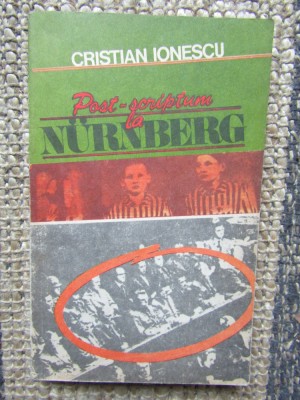 CRISTIAN IONESCU
Post-scriptum
la
NÜRNBERG